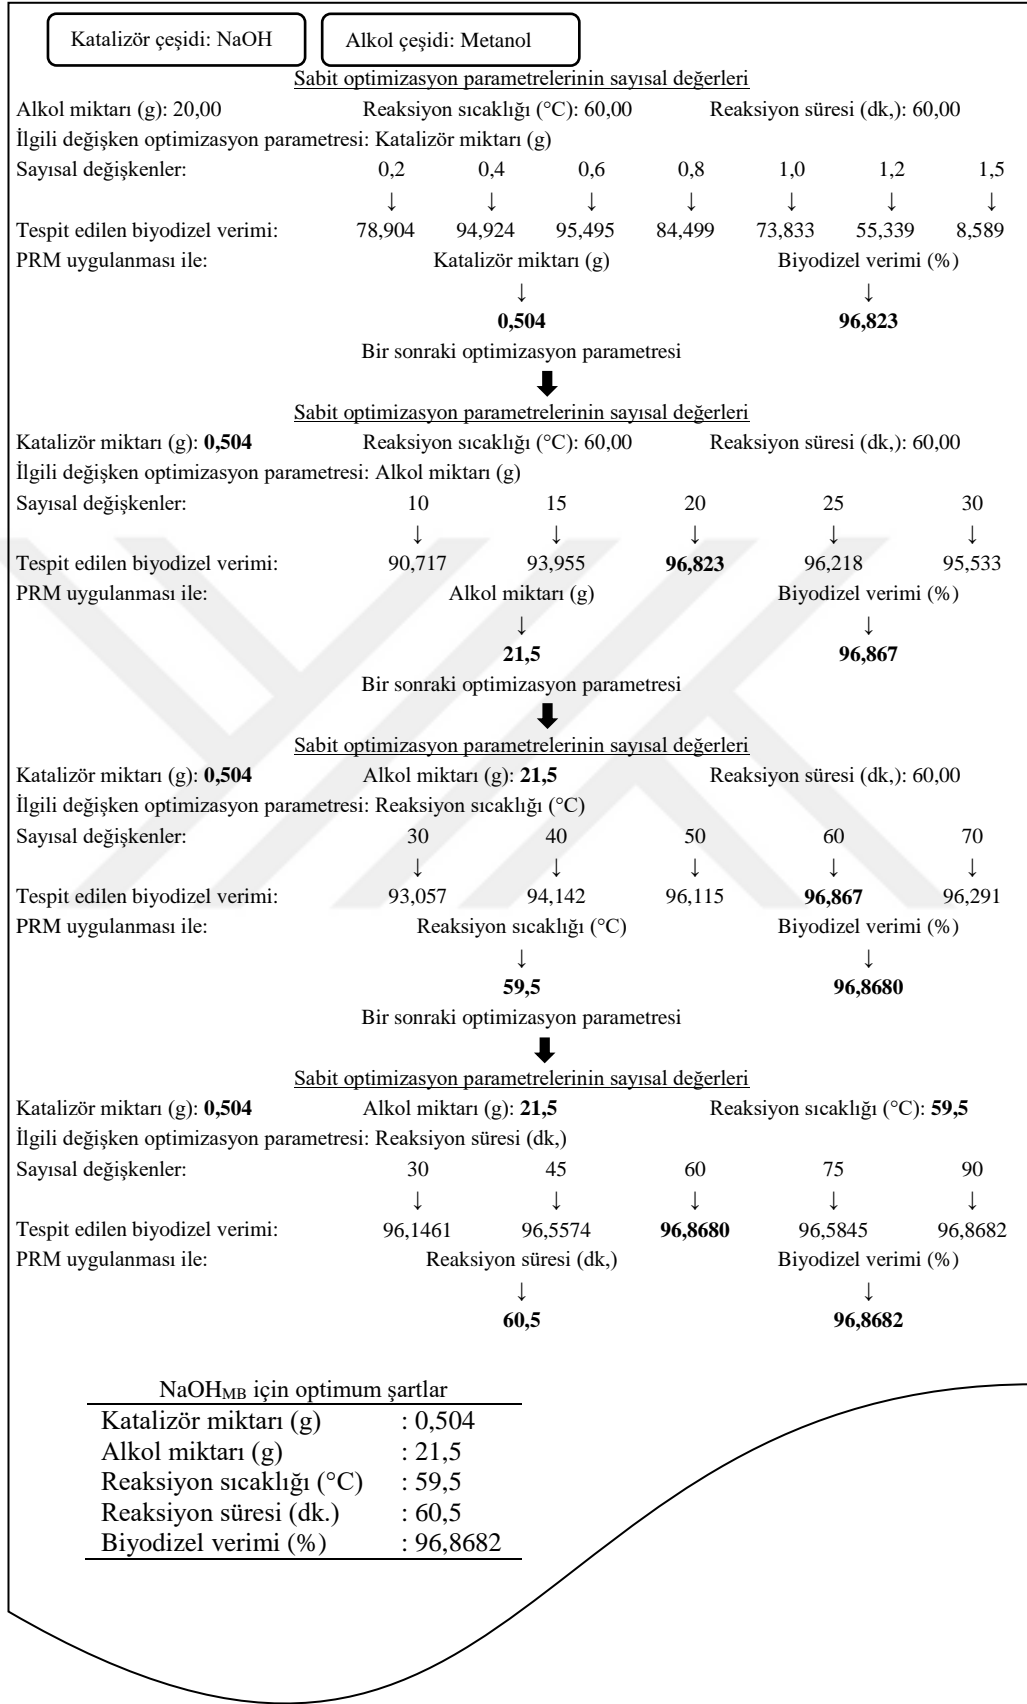 Katalizör çeşidi: NaOH Alkol çeşidi: Metanol
Sabit optimizasyon parametrelerinin sayısal değerleri
Alkol miktarı (g): 20,00 Reaksiyon sıcaklığı (°C): 60,00 Reaksiyon süresi (dk,): 60,00
İlgili değişken optimizasyon parametresi: Katalizör miktarı (g)
Sayısal değişkenler: 0,2 0,4 0,6 0,8 1,0 1,2 1,5
↓ ↓ ↓ ↓ ↓ ↓ ↓
Tespit edilen biyodizel verimi: 78,904 94,924 95,495 84,499 73,833 55,339 8,589
PRM uygulanması ile: Katalizör miktarı (g) Biyodizel verimi (%)
↓ ↓
0,504 96,823
Bir sonraki optimizasyon parametresi
Sabit optimizasyon parametrelerinin sayısal değerleri
Katalizör miktarı (g): 0,504 Reaksiyon sıcaklığı (°C): 60,00 Reaksiyon süresi (dk,): 60,00
İlgili değişken optimizasyon parametresi: Alkol miktarı (g)
Sayısal değişkenler: 10 15 20 25 30
↓ ↓ ↓ ↓ ↓
Tespit edilen biyodizel verimi: 90,717 93,955 96,823 96,218 95,533
PRM uygulanması ile: Alkol miktarı (g) Biyodizel verimi (%)
↓ ↓
21,5 96,867
Bir sonraki optimizasyon parametresi
Sabit optimizasyon parametrelerinin sayısal değerleri
Katalizör miktarı (g): 0,504 Alkol miktarı (g): 21,5 Reaksiyon süresi (dk,): 60,00
İlgili değişken optimizasyon parametresi: Reaksiyon sıcaklığı (°C)
Sayısal değişkenler: 30 40 50 60 70
↓ ↓ ↓ ↓ ↓
Tespit edilen biyodizel verimi: 93,057 94,142 96,115 96,867 96,291
PRM uygulanması ile: Reaksiyon sıcaklığı (°C) Biyodizel verimi (%)
↓ ↓
59,5 96,8680
Bir sonraki optimizasyon parametresi
Sabit optimizasyon parametrelerinin sayısal değerleri
Katalizör miktarı (g): 0,504 Alkol miktarı (g): 21,5 Reaksiyon sıcaklığı (°C): 59,5
İlgili değişken optimizasyon parametresi: Reaksiyon süresi (dk,)
Sayısal değişkenler: 30 45 60 75 90
↓ ↓ ↓ ↓ ↓
Tespit edilen biyodizel verimi: 96,1461 96,5574 96,8680 96,5845 96,8682
PRM uygulanması ile: Reaksiyon süresi (dk,) Biyodizel verimi (%)
↓ ↓
60,5 96,8682
NaOHMB için optimum şartlar
Katalizör miktarı (g) : 0,504
Alkol miktarı (g) : 21,5
Reaksiyon sıcaklığı (°C) : 59,5
Reaksiyon süresi (dk.) : 60,5
Biyodizel verimi (%) : 96,8682